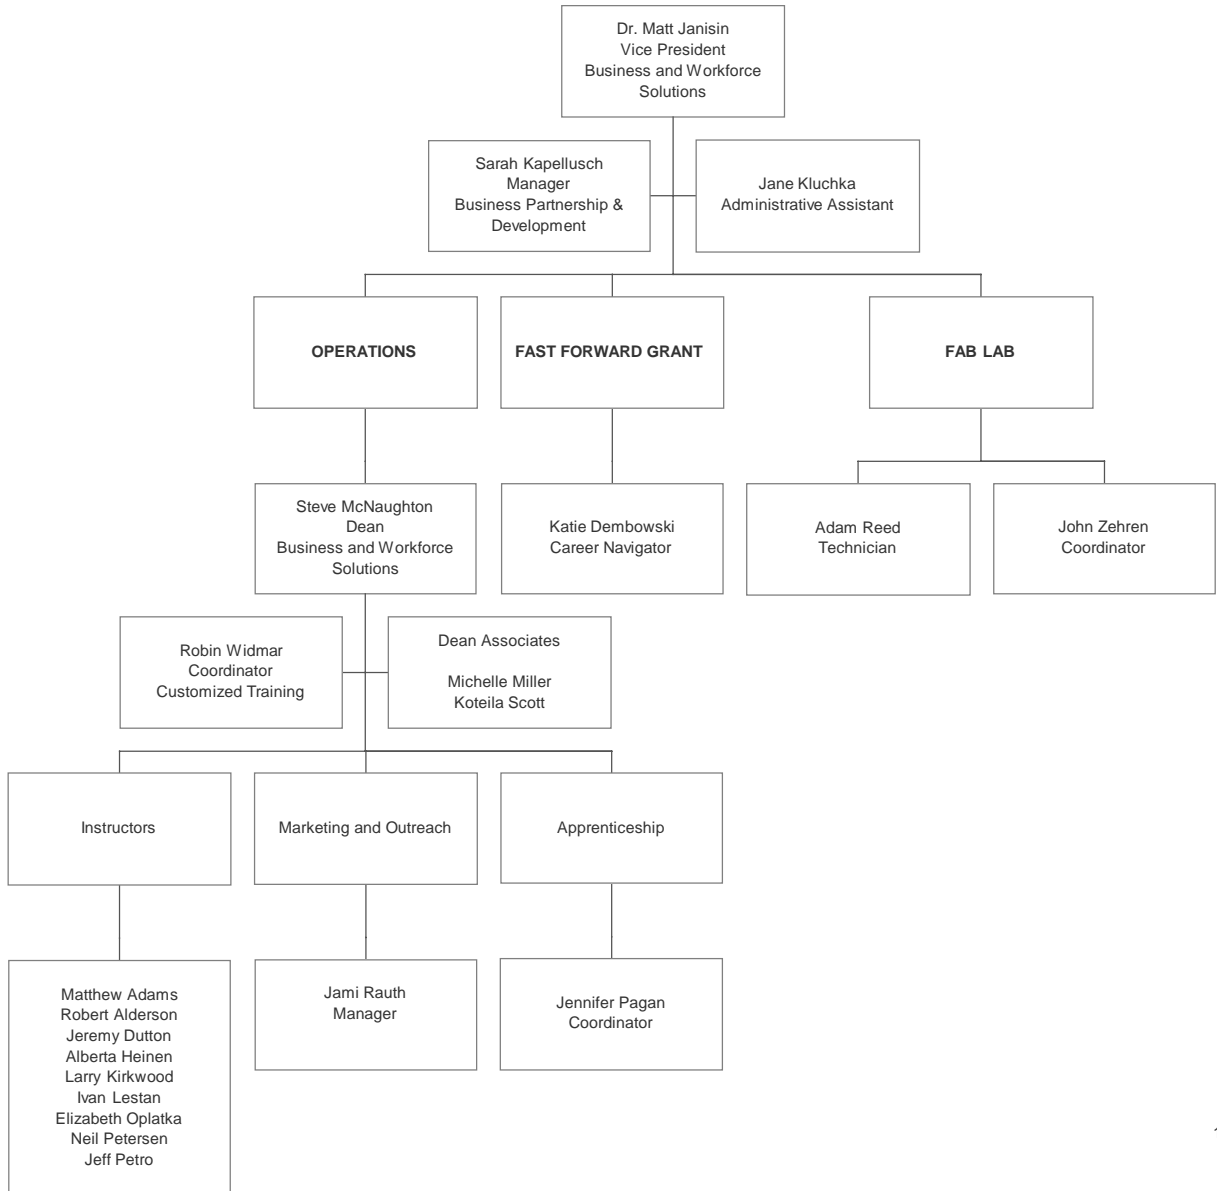 Dr. Matt Janisin
Vice President
Business and Workforce
Solutions
Sarah Kapellusch
Manager
Business Partnership &
Development
Jane Kluchka
Administrative Assistant
OPERATIONS
FAST FORWARD GRANT
FAB LAB
Steve McNaughton
Dean
Business and Workforce
Solutions
Katie Dembowski
Career Navigator
Adam Reed
Technician
John Zehren
Coordinator
Robin Widmar
Coordinator
Customized Training
Dean Associates
Michelle Miller
Koteila Scott
Instructors
Marketing and Outreach
Apprenticeship
Matthew Adams
Robert Alderson
Jeremy Dutton
Alberta Heinen
Larry Kirkwood
Ivan Lestan
Elizabeth Oplatka
Neil Petersen
Jeff Petro
Jami Rauth
Manager
Jennifer Pagan
Coordinator